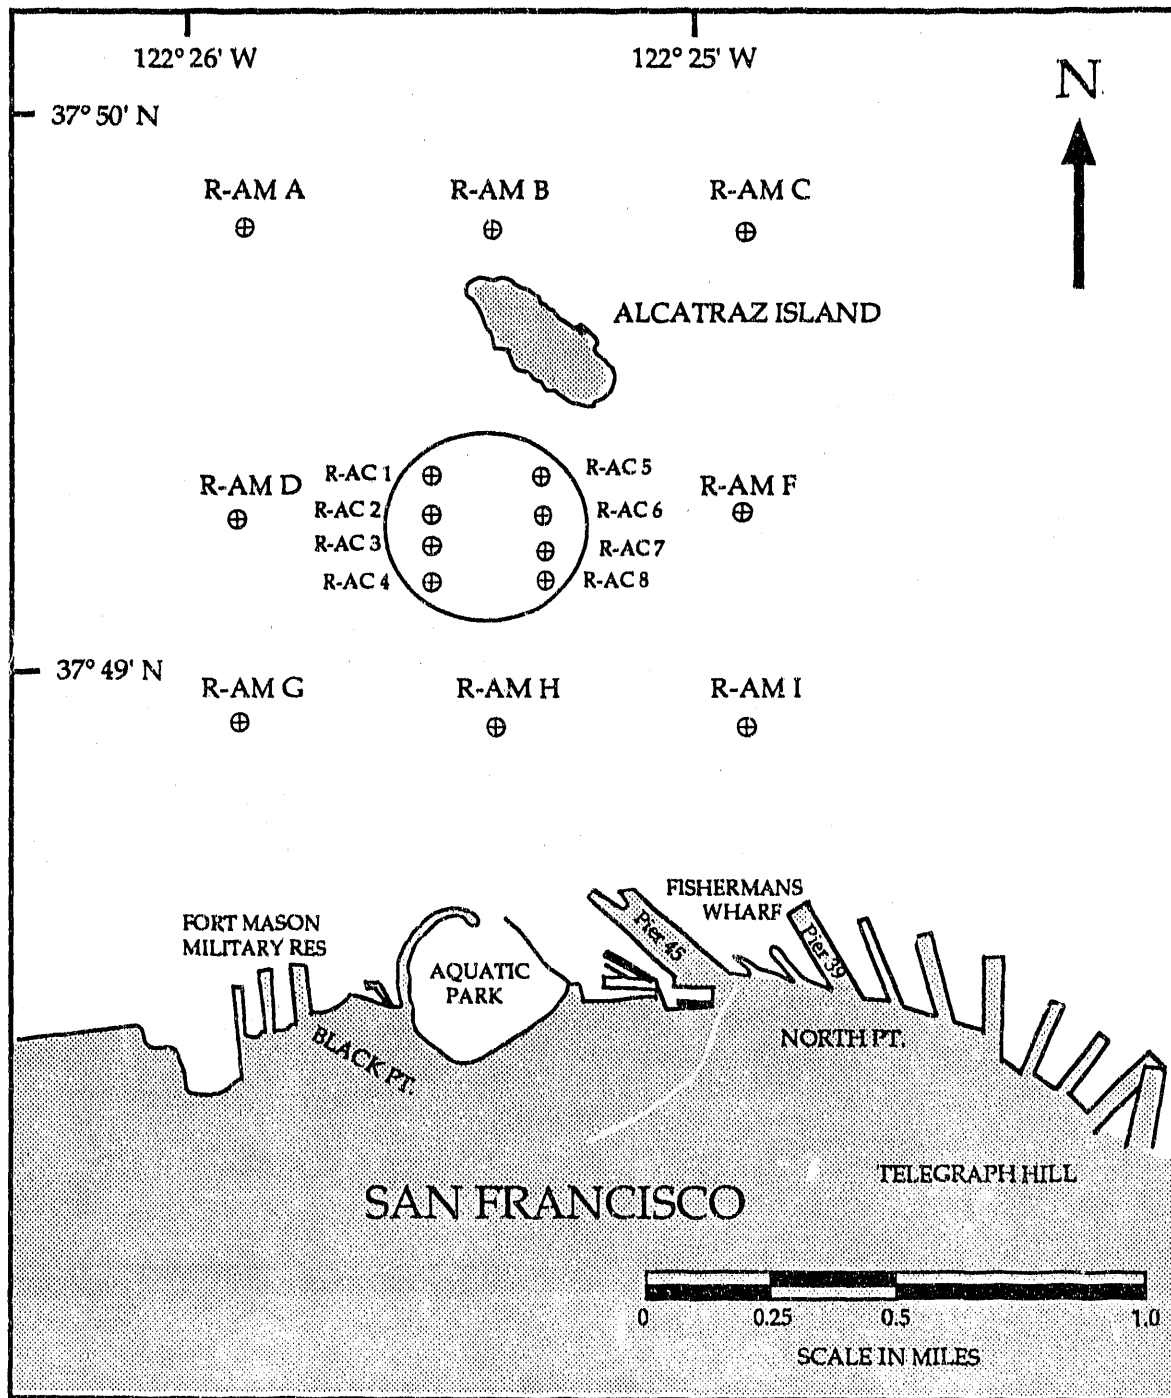 122° 26' W
122° 25' W
37° 50' N
N
R-AM A
R-AM B
R-AM C
ALCATRAZ ISLAND
R-AC 1
R-AC 5
R-AM D
R-AM F
R-AC 2
R-AC 6
R-AC 3
R-AC 7
R-AC 4
R-AC 8
37° 49' N
R-AM G
R-AM H
R-AM I
FISHERMANS
WHARF
FORT MASON
MILITARY RES
Pier 45
Pier 39
AQUATIC
PARK
BLACK PT.
NORTH PT.
TELEGRAPH HILL
SAN FRANCISCO
0
0.25
0.5
1.0
SCALE IN MILES